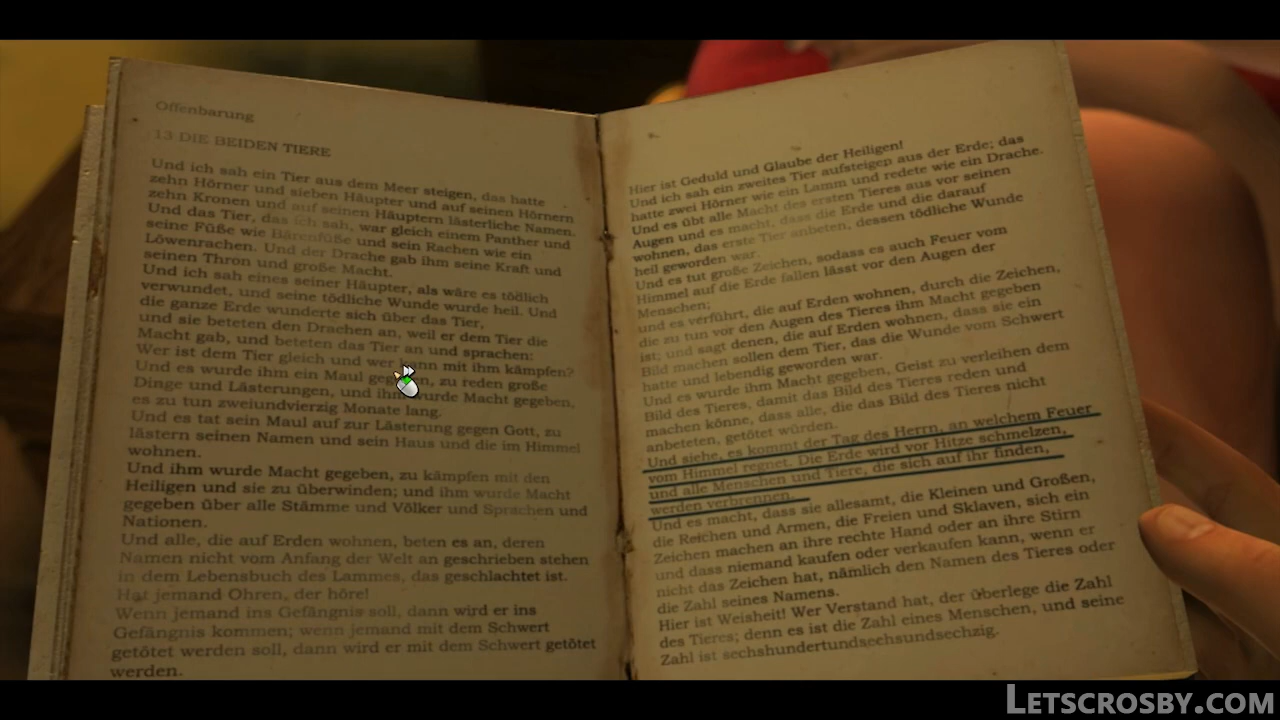 Offenbarung
13 DIE BEIDEN TIERE
Und ich sah ein Tier aus dem Meer steigen, das hatte
zehn Hörner und sieben Häupter und auf seinen Hörnern
zehn Kronen und auf seinen Häuptern lästerliche Namen.
Und das Tier, das ich sah, war gleich einem Panther und
seine Füße wie Bärenfüße und sein Rachen wie ein
Löwenrachen. Und der Drache gab ihm seine Kraft und
seinen Thron und große Macht.
Und ich sah eines seiner Häupter, als wäre es tödlich
verwundet, und seine tödliche Wunde wurde heil. Und
die ganze Erde wunderte sich über das Tier,
und sie beteten den Drachen an, weil er dem Tier die
Macht gab, und beteten das Tier an und sprachen:
Wer ist dem Tier gleich und wer kann mit ihm kämpfen?
Und es wurde ihm ein Maul gegeben, zu reden große
Dinge und Lästerungen, und ihm wurde Macht gegeben,
es zu tun zweiundvierzig Monate lang.
Und es tat sein Maul auf zur Lästerung gegen Gott, zu
lästern seinen Namen und sein Haus und die im Himmel
wohnen.
Und ihm wurde Macht gegeben, zu kämpfen mit den
Heiligen und sie zu überwinden; und ihm wurde Macht
gegeben über alle Stämme und Völker und Sprachen und
Nationen.
Und alle, die auf Erden wohnen, beten es an, deren
Namen nicht vom Anfang der Welt an geschrieben stehen
in dem Lebensbuch des Lammes, das geschlachtet ist.
Hat jemand Ohren, der höre!
Wenn jemand ins Gefängnis soll, dann wird er ins
Gefängnis kommen; wenn jemand mit dem Schwert
getötet werden soll, dann wird er mit dem Schwert getötet
werden.
Hier ist Geduld und Glaube der Heiligen!
Und ich sah ein zweites Tier aufsteigen aus der Erde; das
hatte zwei Hörner wie ein Lamm und redete wie ein Drache.
Und es übt alle Macht des ersten Tieres aus vor seinen
Augen und es macht, dass die Erde und die darauf
wohnen, das erste Tier anbeten, dessen tödliche Wunde
heil geworden war.
Und es tut große Zeichen, sodass es auch Feuer vom
Himmel auf die Erde fallen lässt vor den Augen der
Menschen;
und es verführt, die auf Erden wohnen, durch die Zeichen,
die zu tun vor den Augen des Tieres ihm Macht gegeben
ist; und sagt denen, die auf Erden wohnen, dass sie ein
Bild machen sollen dem Tier, das die Wunde vom Schwert
hatte und lebendig geworden war.
Und es wurde ihm Macht gegeben, Geist zu verleihen dem
Bild des Tieres, damit das Bild des Tieres reden und
machen könne, dass alle, die das Bild des Tieres nicht
anbeteten, getötet würden.
Und siehe, es kommt der Tag des Herrn, an welchem Feuer
vom Himmel regnet. Die Erde wird vor Hitze schmelzen,
und alle Menschen und Tiere, die sich auf ihr finden,
werden verbrennen.
Und es macht, dass sie allesamt, die Kleinen und Großen,
die Reichen und Armen, die Freien und Sklaven, sich ein
Zeichen machen an ihre rechte Hand oder an ihre Stirn
und dass niemand kaufen oder verkaufen kann, wenn er
nicht das Zeichen hat, nämlich den Namen des Tieres oder
die Zahl seines Namens.
Hier ist Weisheit! Wer Verstand hat, der überlege die Zahl
des Tieres; denn es ist die Zahl eines Menschen, und seine
Zahl ist sechshundertundsechsundsechzig.
LETSCROSBY.COM